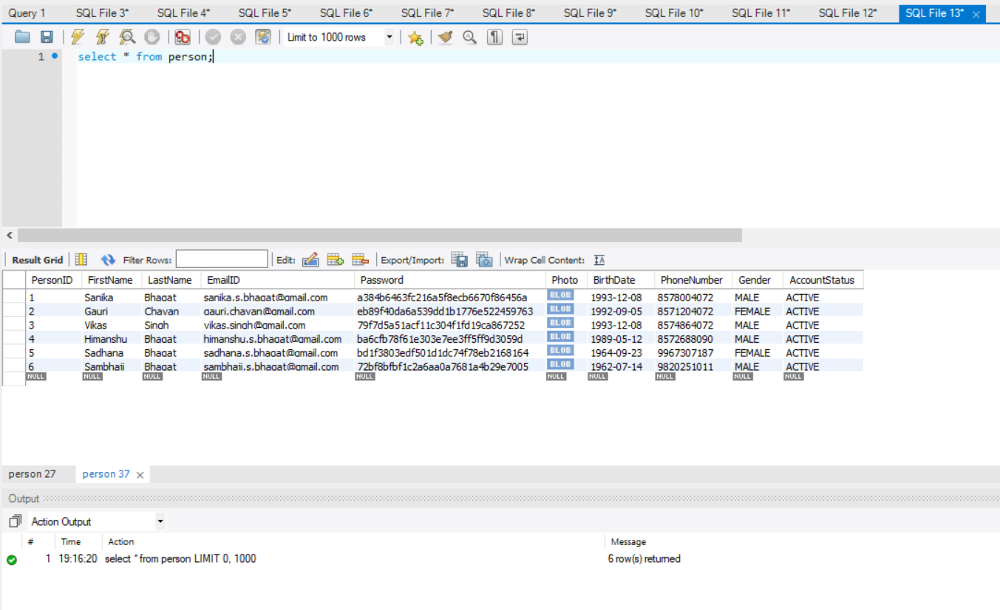 Query 1 SQL File 3* SQL File 4* SQL File 5* SQL File 6* SQL File 7* SQL File 8* SQL File 9* SQL File 10* SQL File 11* SQL File 12* SQL File 13*
Limit to 1000 rows
1 select * from person;
Result Grid Filter Rows: Edit: Export/Import: Wrap Cell Content:
PersonID FirstName LastName EmailID Password Photo BirthDate PhoneNumber Gender AccountStatus
1 Sanika Bhagat sanika.s.bhagat@gmail.com a384b6463fc216a5f8ecb6670f86456a BLOB 1993-12-08 8578004072 MALE ACTIVE
2 Gauri Chavan gauri.chavan@gmail.com eb89f40da6a539dd1b1776e522459763 BLOB 1992-09-05 8571204072 FEMALE ACTIVE
3 Vikas Singh vikas.singh@gmail.com 79f7d5a51acf11c304f1fd19ca867252 BLOB 1993-12-08 8574864072 MALE ACTIVE
4 Himanshu Bhagat himanshu.s.bhagat@gmail.com ba6cfb78f61e303e7ee3ff5ff9d3059d BLOB 1989-05-12 8572688090 MALE ACTIVE
5 Sadhana Bhagat sadhana.s.bhagat@gmail.com bd1f3803edf501d1dc74f78eb2168164 BLOB 1964-09-23 9967307187 FEMALE ACTIVE
6 Sambhaji Bhagat sambhaji.s.bhagat@gmail.com 72bf8bfbf1c2a6aa0a7681a4b29e7005 BLOB 1962-07-14 9820251011 MALE ACTIVE
NULL NULL NULL NULL NULL NULL NULL NULL NULL NULL
person 27 person 37
Output
Action Output
# Time Action Message
1 19:16:20 select * from person LIMIT 0, 1000 6 row(s) returned